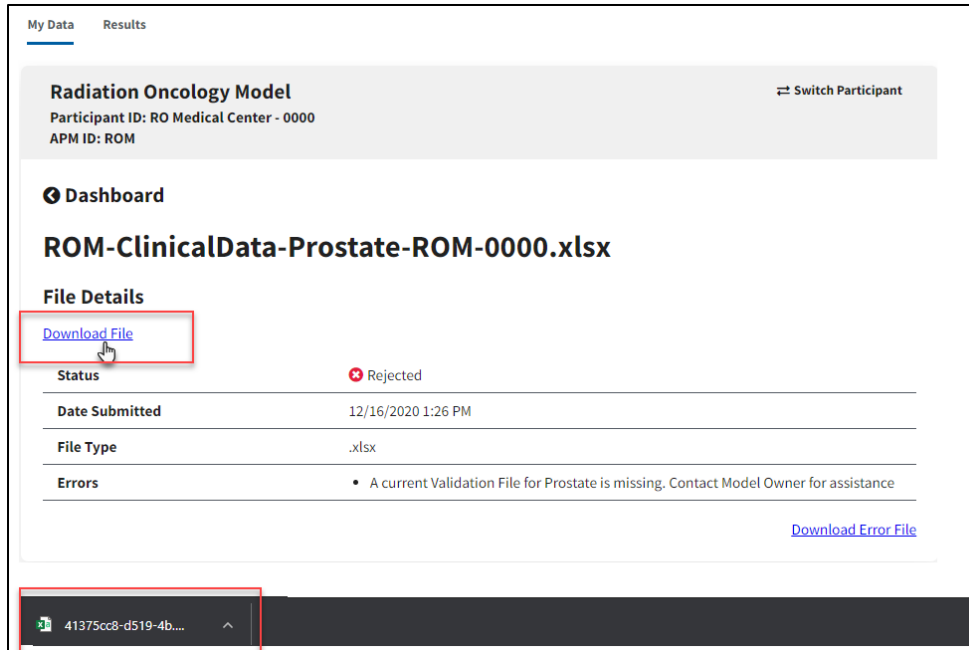 My Data Results
Radiation Oncology Model
Switch Participant
Participant ID: RO Medical Center - 0000
APM ID: ROM
Dashboard
ROM-ClinicalData-Prostate-ROM-0000.xlsx
File Details
Download File
Status Rejected
Date Submitted 12/16/2020 1:26 PM
File Type .xlsx
Errors • A current Validation File for Prostate is missing. Contact Model Owner for assistance
Download Error File
41375cc8-d519-4b....